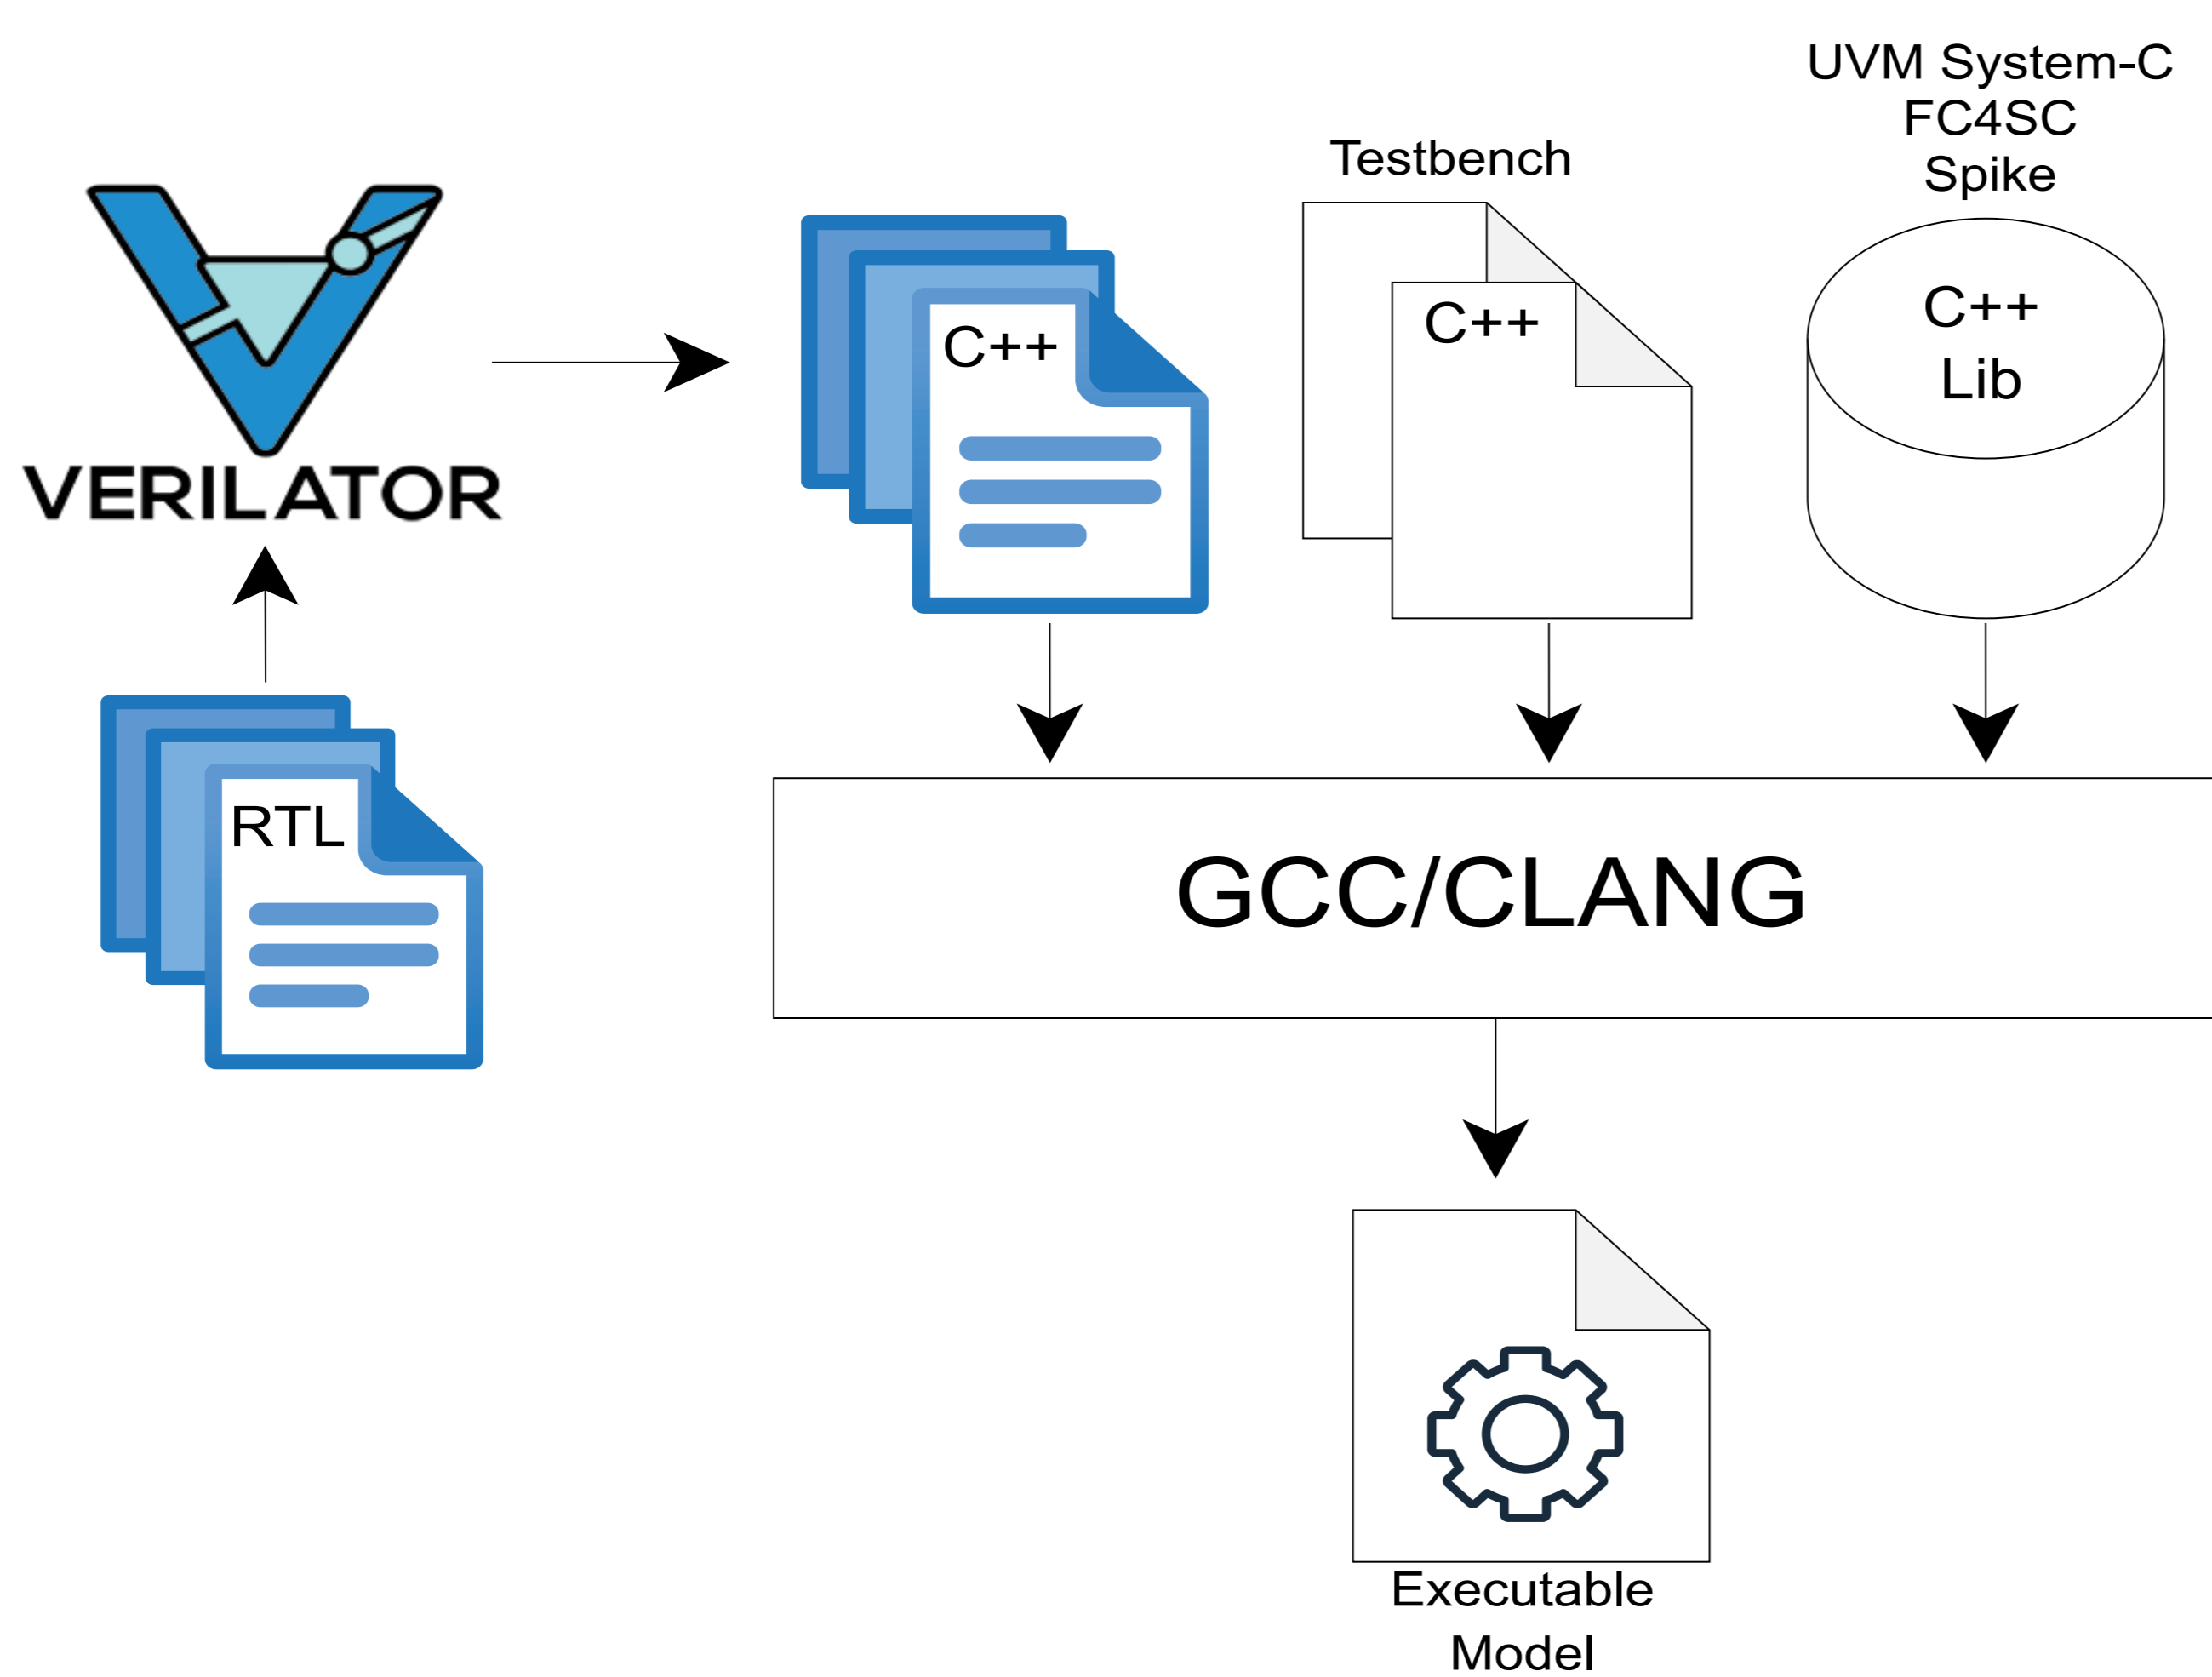 UVM System-C
FC4SC
Spike
Testbench
C++
C++
C++
Lib
VERILATOR
RTL
GCC/CLANG
Executable
Model